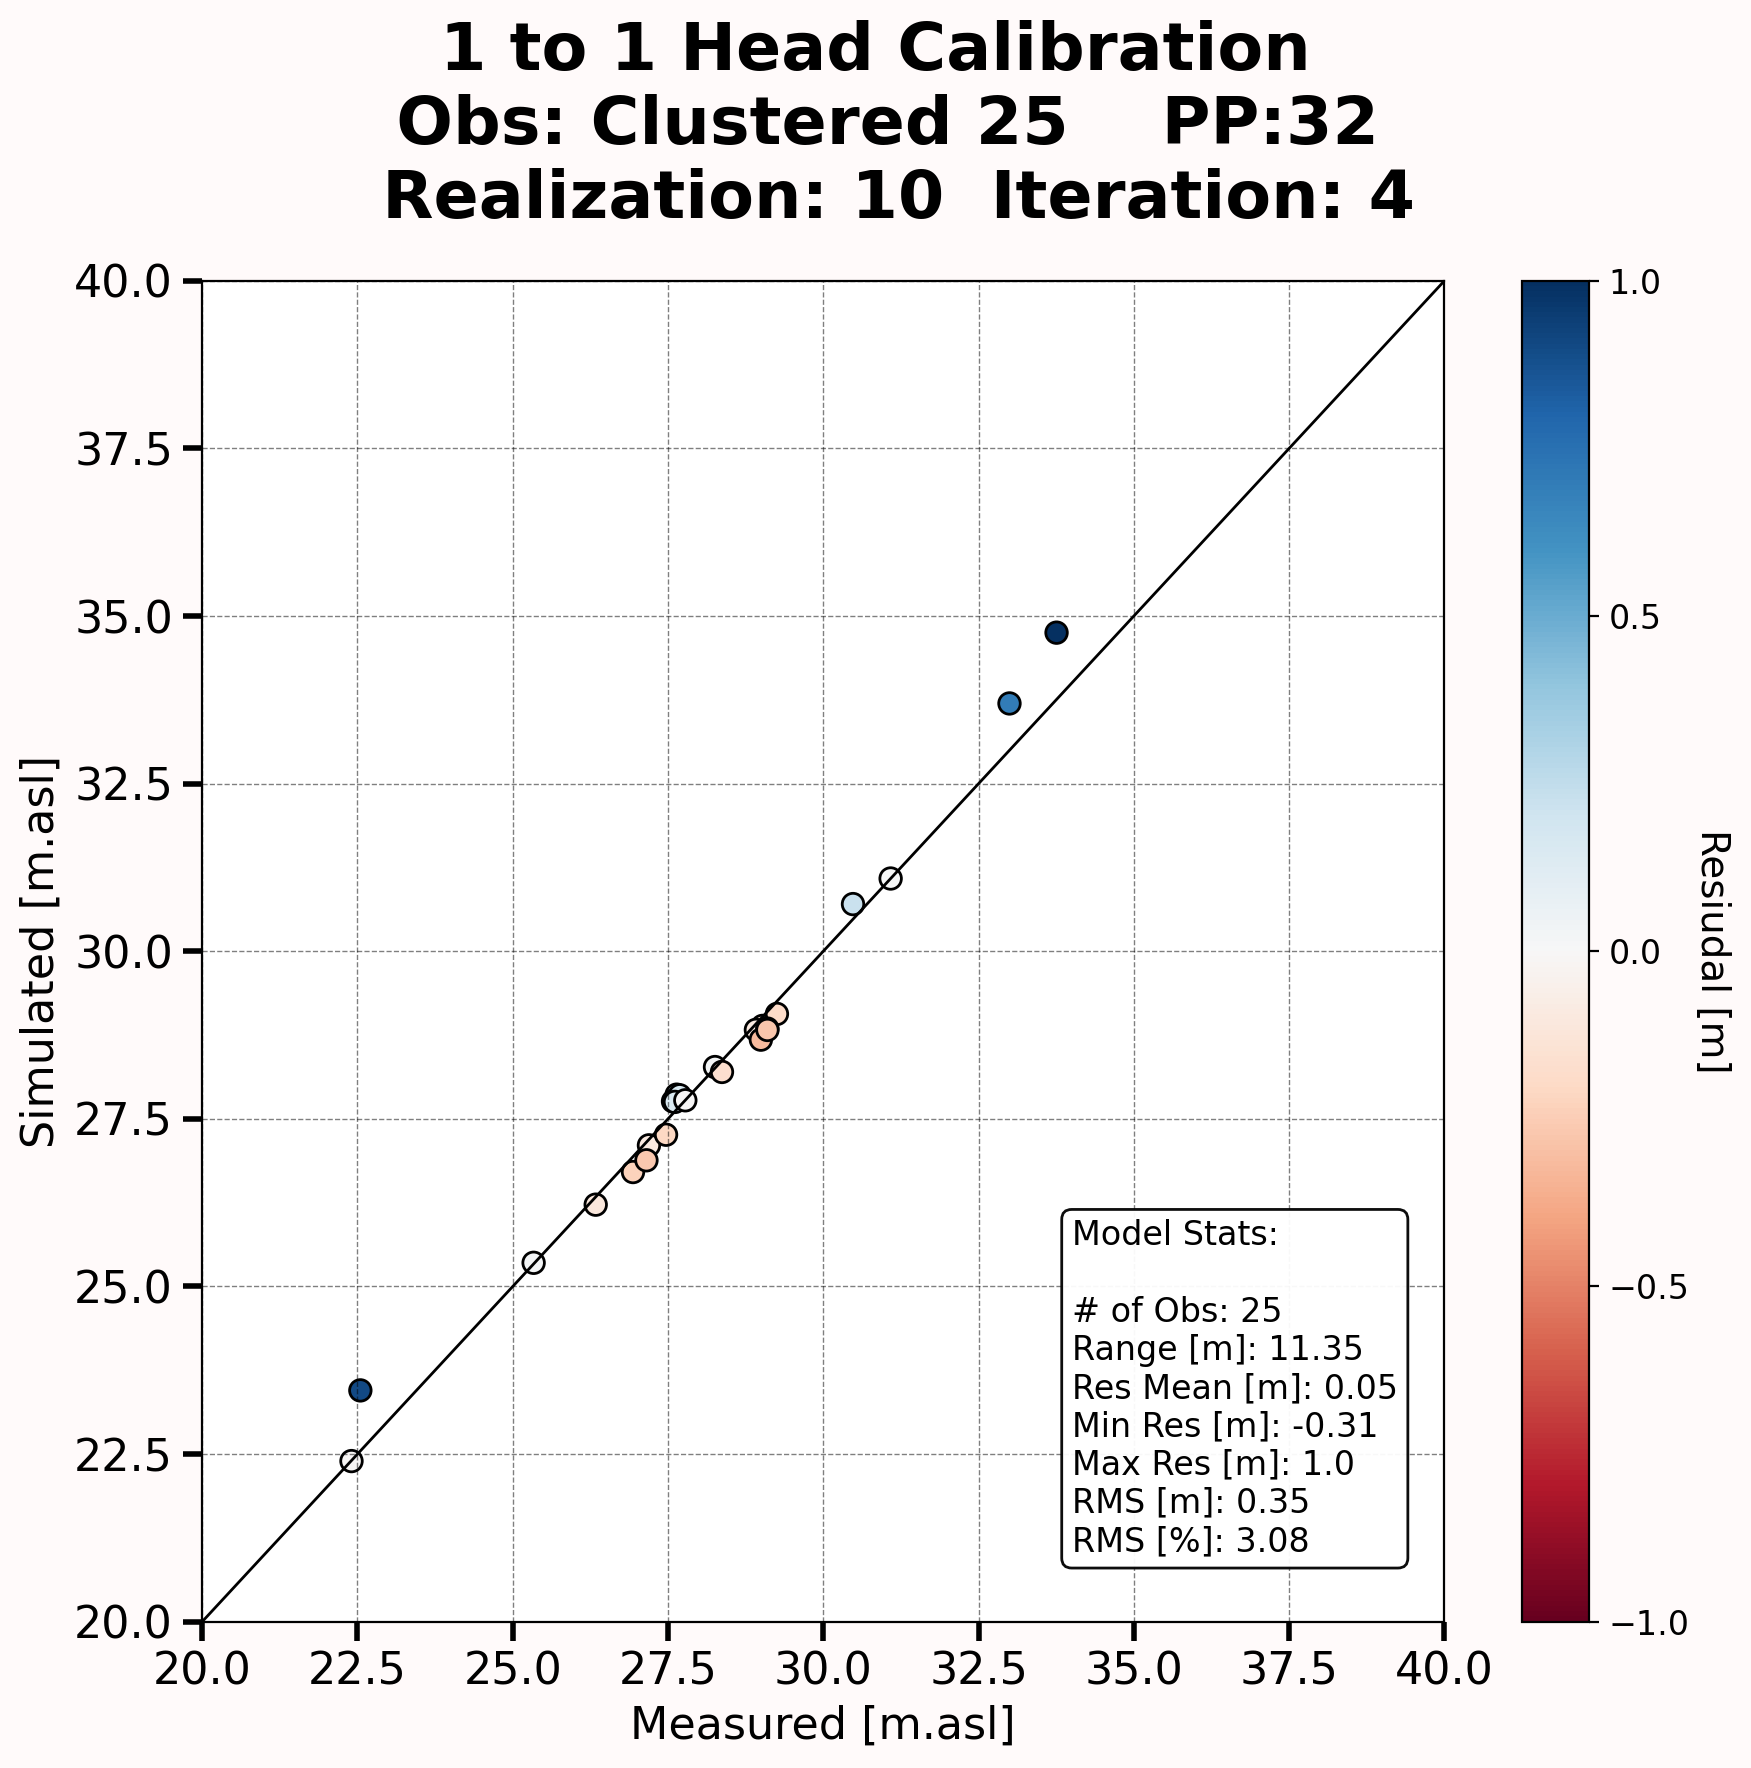 1 to 1 Head Calibration
Obs: Clustered 25    PP:32
Realization: 10  Iteration: 4
40.0
37.5
35.0
32.5
30.0
27.5
25.0
22.5
20.0
Simulated [m.asl]
20.0 22.5 25.0 27.5 30.0 32.5 35.0 37.5 40.0
Measured [m.asl]
Model Stats:
# of Obs: 25
Range [m]: 11.35
Res Mean [m]: 0.05
Min Res [m]: -0.31
Max Res [m]: 1.0
RMS [m]: 0.35
RMS [%]: 3.08
1.0
0.5
0.0
−0.5
−1.0
Resiudal [m]